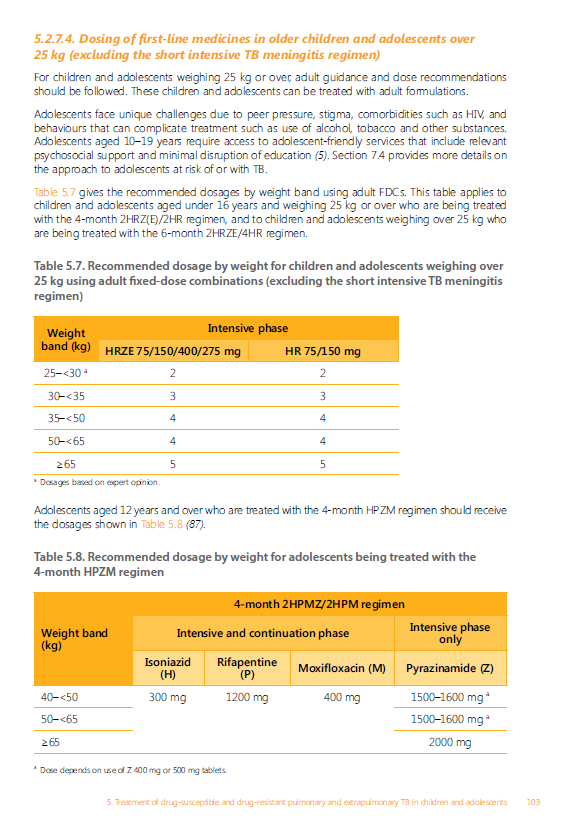 5.2.7.4. Dosing of first-line medicines in older children and adolescents over
25 kg (excluding the short intensive TB meningitis regimen)
For children and adolescents weighing 25 kg or over, adult guidance and dose recommendations
should be followed. These children and adolescents can be treated with adult formulations.
Adolescents face unique challenges due to peer pressure, stigma, comorbidities such as HIV, and
behaviours that can complicate treatment such as use of alcohol, tobacco and other substances.
Adolescents aged 10–19 years require access to adolescent-friendly services that include relevant
psychosocial support and minimal disruption of education (5). Section 7.4 provides more details on
the approach to adolescents at risk of or with TB.
Table 5.7 gives the recommended dosages by weight band using adult FDCs. This table applies to
children and adolescents aged under 16 years and weighing 25 kg or over who are being treated
with the 4-month 2HRZ(E)/2HR regimen, and to children and adolescents weighing over 25 kg who
are being treated with the 6-month 2HRZE/4HR regimen.
Table 5.7. Recommended dosage by weight for children and adolescents weighing over
25 kg using adult fixed-dose combinations (excluding the short intensive TB meningitis
regimen)
Weight band (kg) Intensive phase
HRZE 75/150/400/275 mg HR 75/150 mg
25–<30 a 2 2
30–<35 3 3
35–<50 4 4
50–<65 4 4
≥65 5 5
a Dosages based on expert opinion.
Adolescents aged 12 years and over who are treated with the 4-month HPZM regimen should receive
the dosages shown in Table 5.8 (87).
Table 5.8. Recommended dosage by weight for adolescents being treated with the
4-month HPZM regimen
Weight band (kg) 4-month 2HPMZ/2HPM regimen
Intensive and continuation phase Intensive phase only
Isoniazid (H) Rifapentine (P) Moxifloxacin (M) Pyrazinamide (Z)
40–<50 300 mg 1200 mg 400 mg 1500–1600 mg a
50–<65 1500–1600 mg a
≥65 2000 mg
a Dose depends on use of Z 400 mg or 500 mg tablets.
5. Treatment of drug-susceptible and drug-resistant pulmonary and extrapulmonary TB in children and adolescents 103